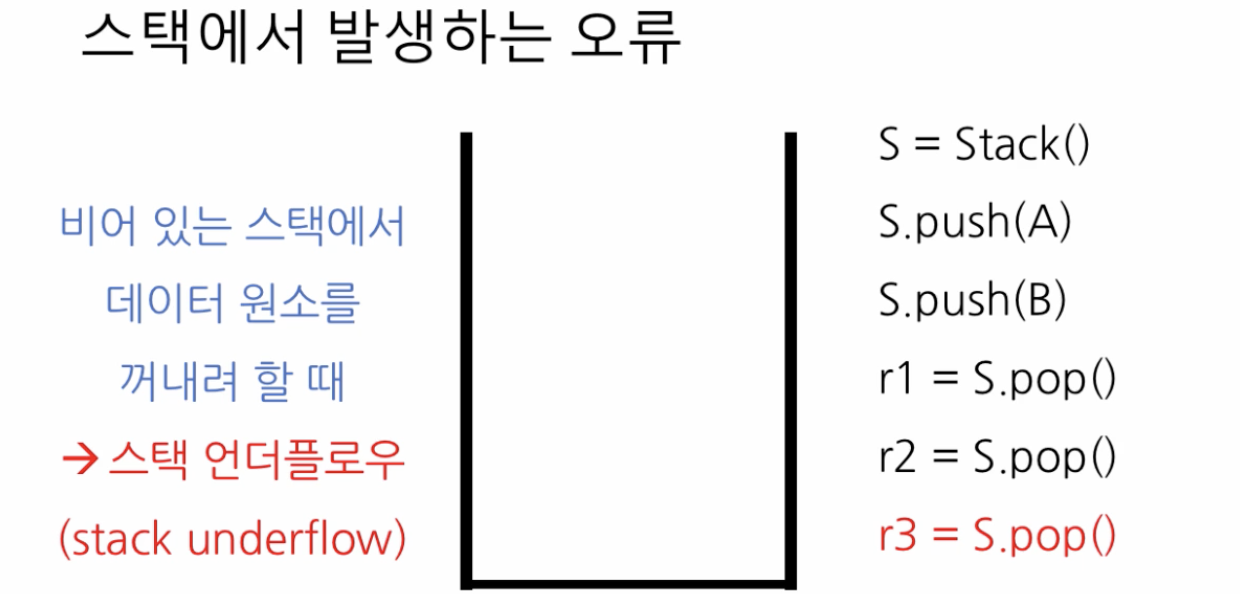 스택에서 발생하는 오류
비어 있는 스택에서
데이터 원소를
꺼내려 할 때
→ 스택 언더플로우
(stack underflow)
S = Stack()
S.push(A)
S.push(B)
r1 = S.pop()
r2 = S.pop()
r3 = S.pop()